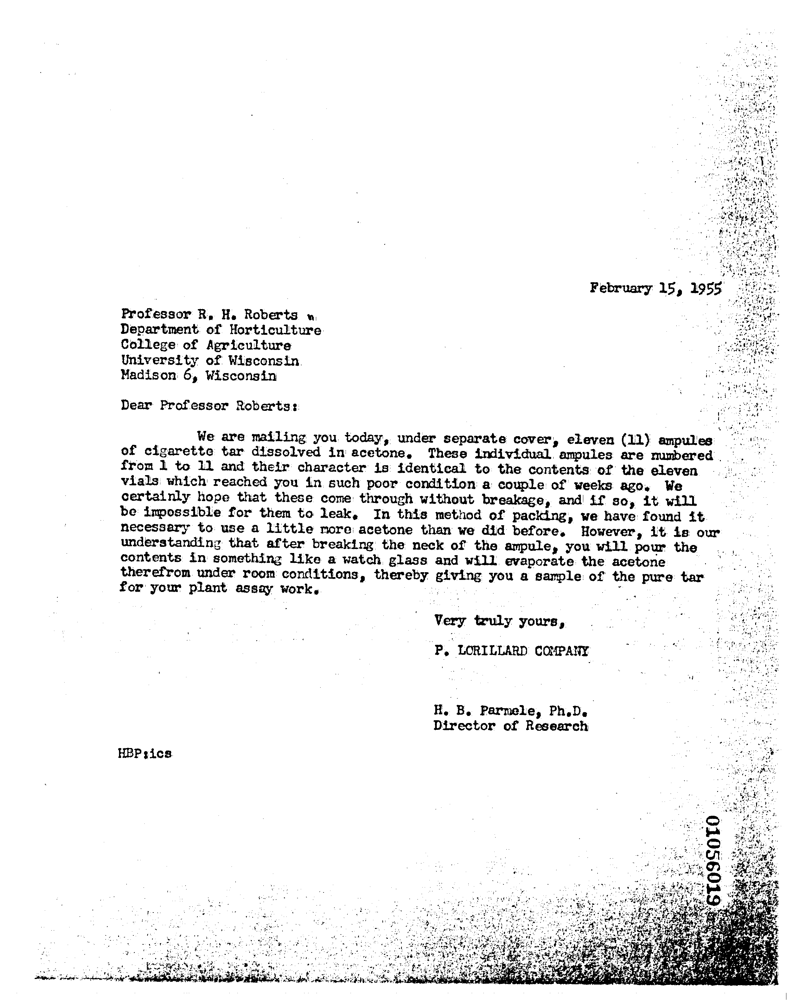 February 15, 1955
Professor R. H. Roberts
Department of Horticulture
College of Agriculture
University of Wisconsin
Madison 6, Wisconsin
Dear Professor Roberts:
We are mailing you today, under separate cover, eleven (11) ampules
of cigarette tar dissolved in acetone. These individual ampules are numbered
from 1 to 11 and their character is identical to the contents of the eleven
vials which reached you in such poor condition a couple of weeks ago. We
certainly hope that these come through without breakage, and if so, it will
be impossible for them to leak. In this method of packing, we have found it
necessary to use a little more acetone than we did before. However, it is our
understanding that after breaking the neck of the ampule, you will pour the
contents in something like a watch glass and will evaporate the acetone
therefrom under room conditions, thereby giving you a sample of the pure tar
for your plant assay work.
Very truly yours,
P. LORILLARD COMPANY
H. B. Parmele, Ph.D.
Director of Research
HBP:ics
01056019